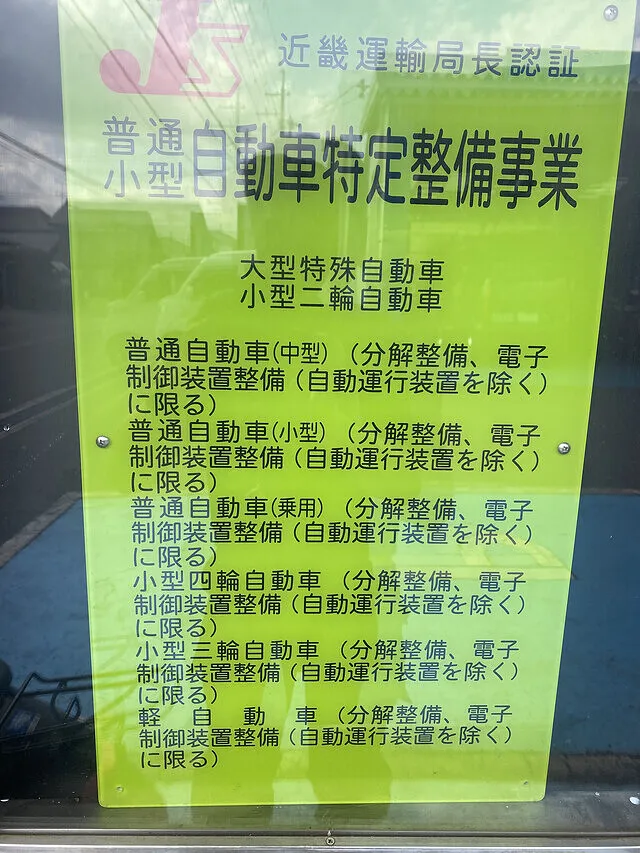 JS
近畿運輸局長認証
普通
小型
自動車特定整備事業
大型特殊自動車
小型二輪自動車
普通自動車(中型)(分解整備、電子
制御装置整備(自動運行装置を除く)
に限る)
普通自動車(小型)(分解整備、電子
制御装置整備(自動運行装置を除く)
に限る)
普通自動車(乗用)(分解整備、電子
制御装置整備(自動運行装置を除く)
に限る)
小型四輪自動車(分解整備、電子
制御装置整備(自動運行装置を除く)
に限る)
小型三輪自動車(分解整備、電子
制御装置整備(自動運行装置を除く)
に限る)
軽自動車(分解整備、電子
制御装置整備(自動運行装置を除く)
に限る)